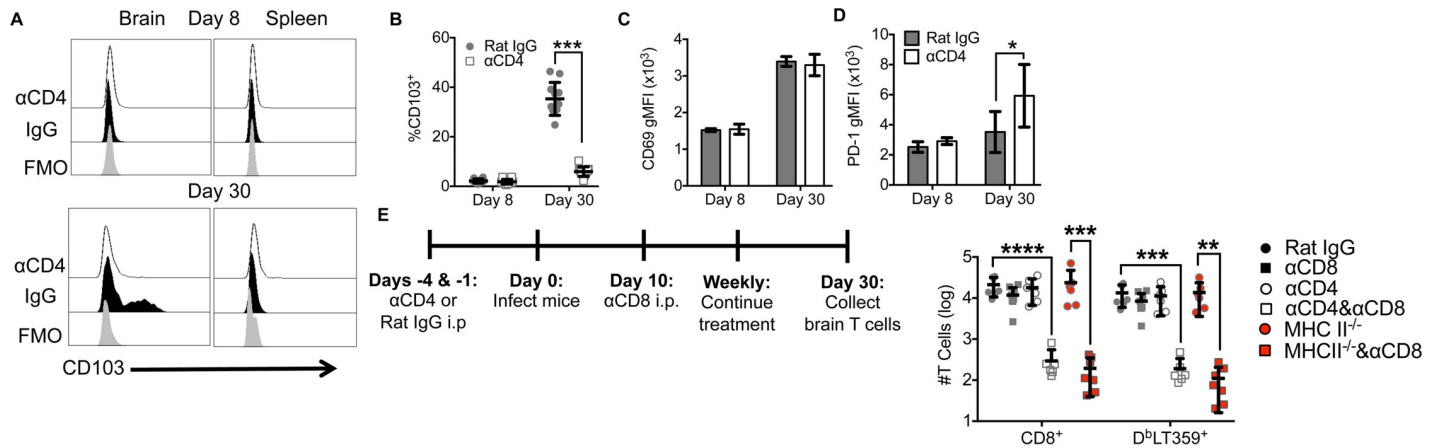 A
Brain Day 8 Spleen
αCD4
IgG
FMO
Day 30
αCD4
IgG
FMO
CD103
B
60
40
20
0
%CD103+
Rat IgG
αCD4
***
Day 8 Day 30
C
4
3
2
1
0
CD69 gMFI (x10³)
Day 8 Day 30
D
10
8
6
4
2
0
PD-1 gMFI (x10³)
Rat IgG
αCD4
*
Day 8 Day 30
E
Days -4 & -1:
αCD4 or
Rat IgG i.p
Day 0:
Infect mice
Day 10:
αCD8 i.p.
Weekly:
Continue
treatment
Day 30:
Collect
brain T cells
5
4
3
2
1
#T Cells (log)
**** *** *** **
CD8+ DᵇLT359+
Rat IgG
αCD8
αCD4
αCD4&αCD8
MHC II-/-
MHCII-/-&αCD8